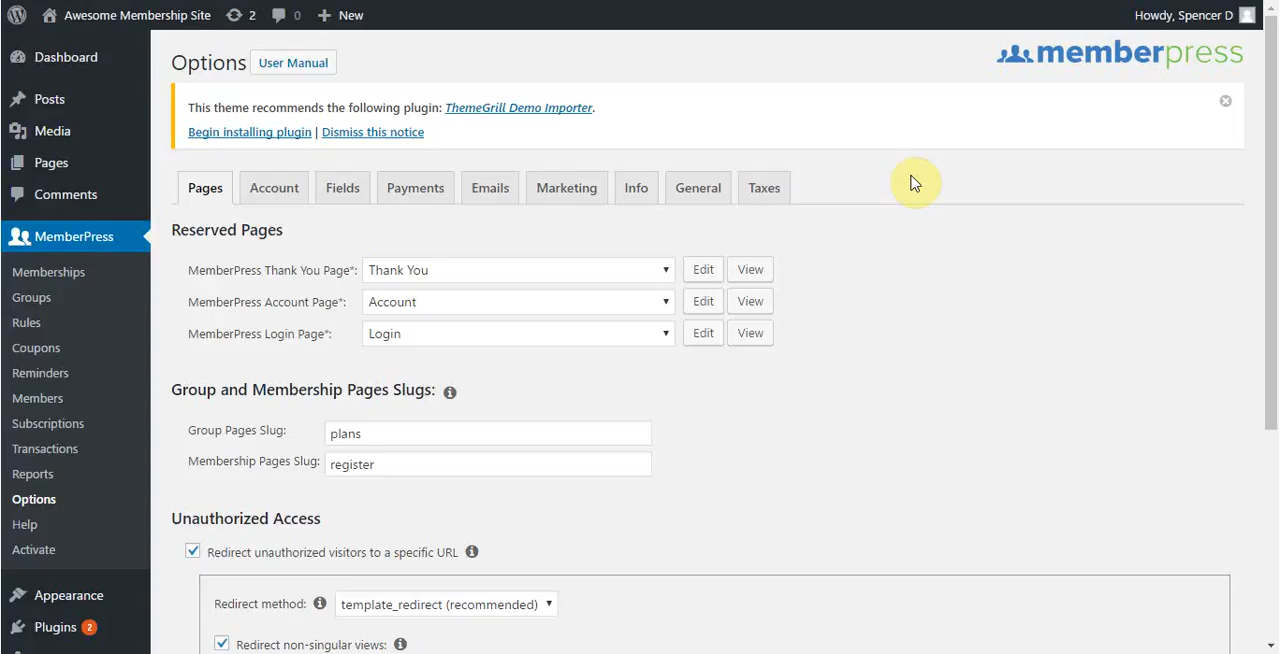 Awesome Membership Site 2 0 New Howdy, Spencer D
Dashboard
Posts
Media
Pages
Comments
MemberPress
Memberships
Groups
Rules
Coupons
Reminders
Members
Subscriptions
Transactions
Reports
Options
Help
Activate
Appearance
Plugins 2
Options User Manual
memberpress
This theme recommends the following plugin: ThemeGrill Demo Importer.
Begin installing plugin | Dismiss this notice
Pages Account Fields Payments Emails Marketing Info General Taxes
Reserved Pages
MemberPress Thank You Page*: Thank You Edit View
MemberPress Account Page*: Account Edit View
MemberPress Login Page*: Login Edit View
Group and Membership Pages Slugs:
Group Pages Slug: plans
Membership Pages Slug: register
Unauthorized Access
Redirect unauthorized visitors to a specific URL
Redirect method: template_redirect (recommended)
Redirect non-singular views: